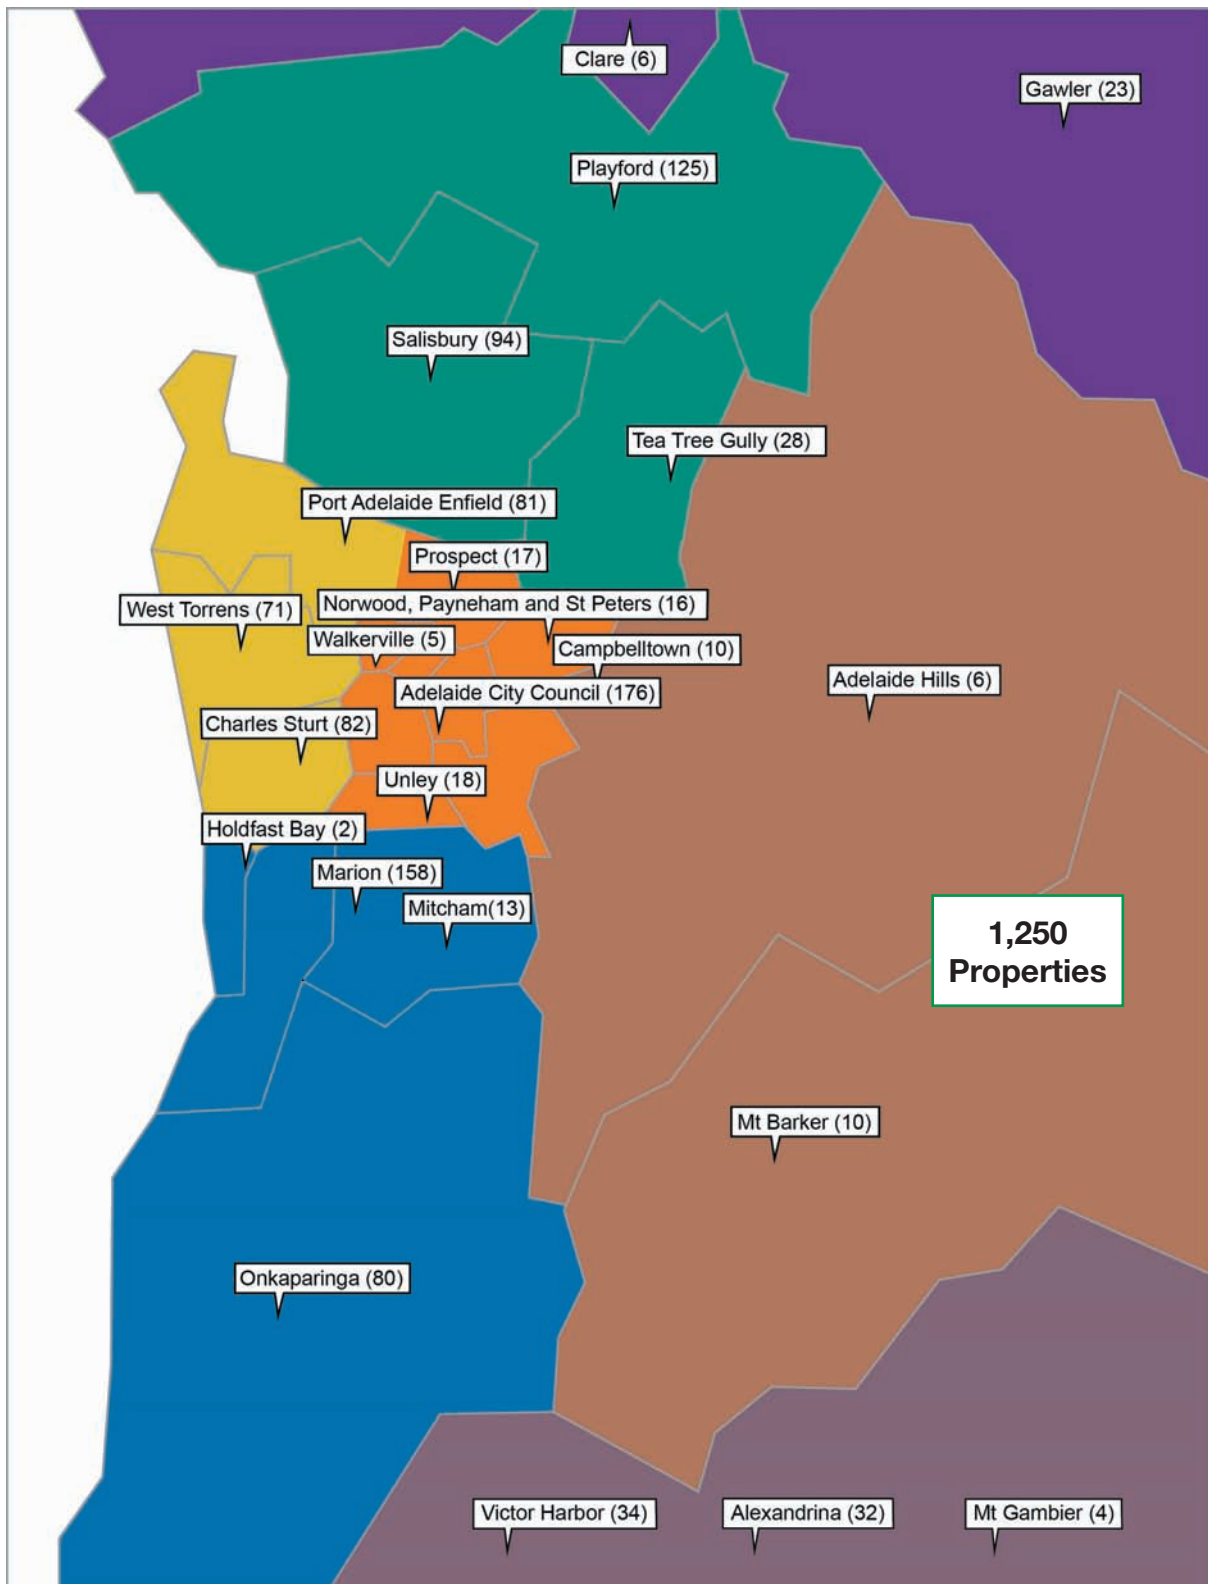 Clare (6)
Gawler (23)
Playford (125)
Salisbury (94)
Tea Tree Gully (28)
Port Adelaide Enfield (81)
Prospect (17)
Norwood, Payneham and St Peters (16)
West Torrens (71)
Walkerville (5)
Campbelltown (10)
Adelaide Hills (6)
Adelaide City Council (176)
Charles Sturt (82)
Unley (18)
Holdfast Bay (2)
Marion (158)
Mitcham(13)
1,250
Properties
Mt Barker (10)
Onkaparinga (80)
Victor Harbor (34)
Alexandrina (32)
Mt Gambier (4)